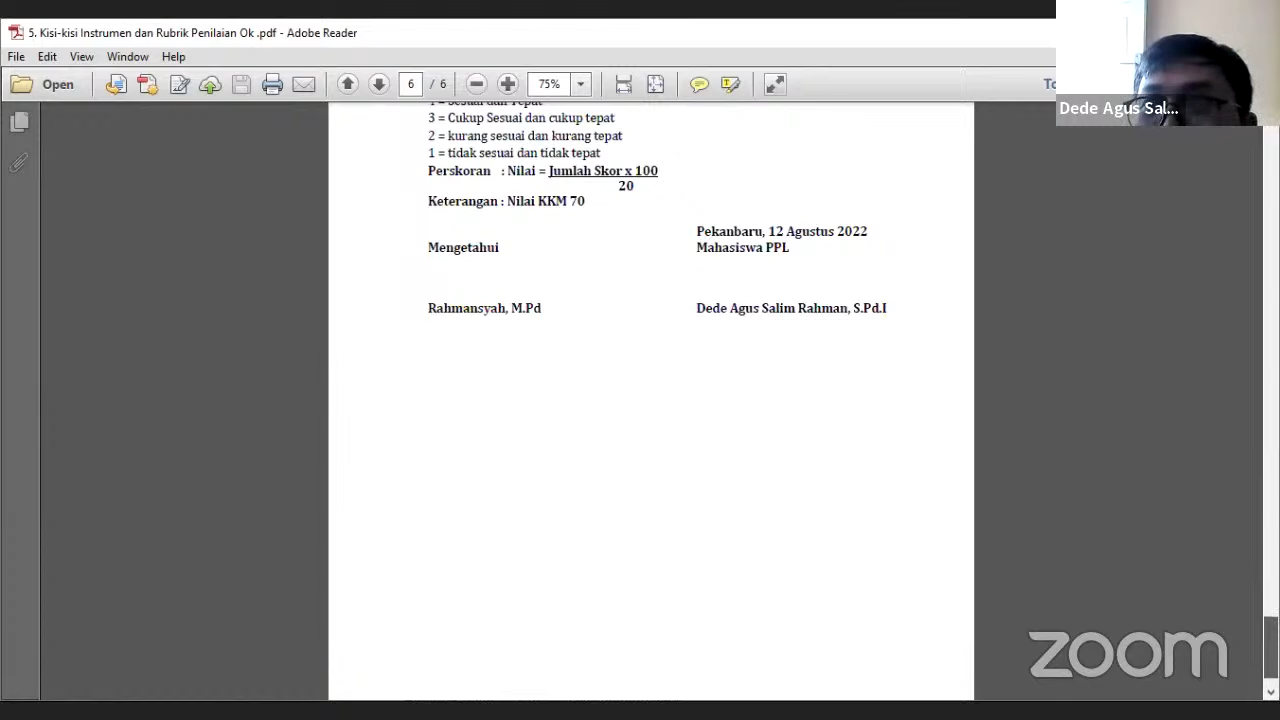 5. Kisi-kisi Instrumen dan Rubrik Penilaian Ok .pdf - Adobe Reader
File Edit View Window Help
Open 6 / 6 75%
Dede Agus Sal...
3 = Cukup Sesuai dan cukup tepat
2 = kurang sesuai dan kurang tepat
1 = tidak sesuai dan tidak tepat
Perskoran : Nilai = Jumlah Skor x 100
20
Keterangan : Nilai KKM 70
Pekanbaru, 12 Agustus 2022
Mengetahui Mahasiswa PPL
Rahmansyah, M.Pd Dede Agus Salim Rahman, S.Pd.I
zoom